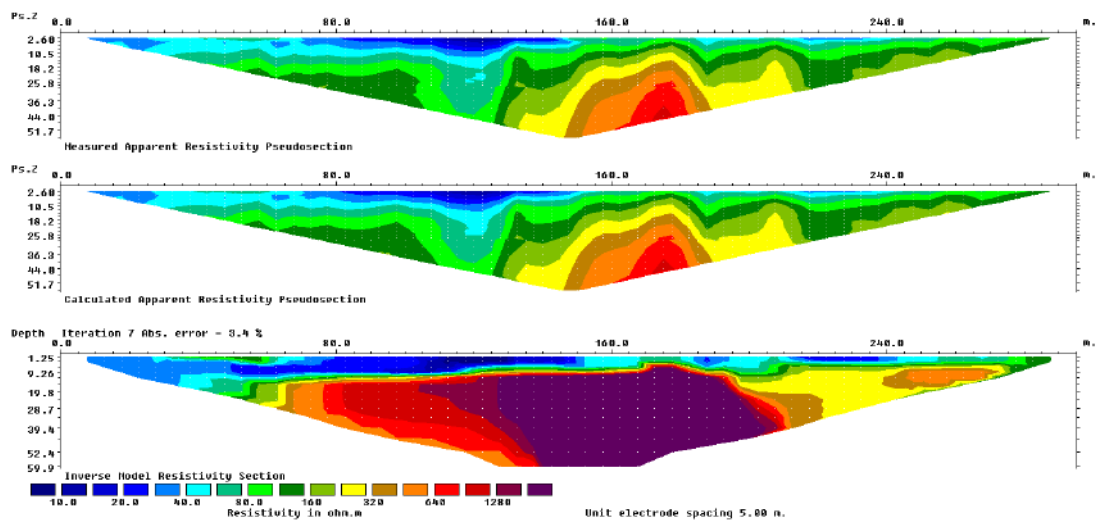 Ps.Z 0.0 80.0 160.0 240.0 m.
2.60
10.5
18.2
25.8
36.3
44.0
51.7
Measured Apparent Resistivity Pseudosection
Ps.Z 0.0 80.0 160.0 240.0 m.
2.60
10.5
18.2
25.8
36.3
44.0
51.7
Calculated Apparent Resistivity Pseudosection
Depth Iteration 7 Abs. error = 3.4 %
0.0 80.0 160.0 240.0 m.
1.25
9.26
19.8
28.7
39.4
52.4
59.9
Inverse Model Resistivity Section
10.0 20.0 40.0 80.0 160 320 640 1280
Resistivity in ohm.m Unit electrode spacing 5.00 m.